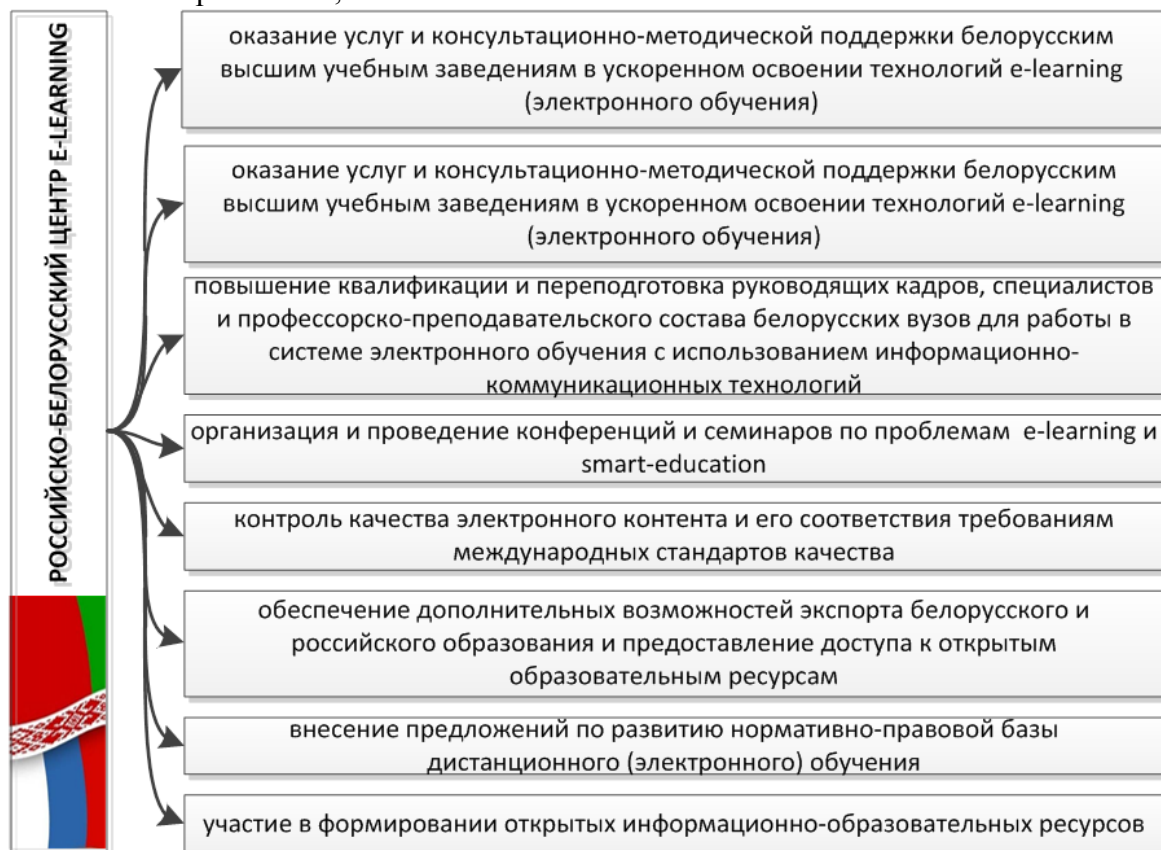 РОССИЙСКО-БЕЛОРУССКИЙ ЦЕНТР E-LEARNING
оказание услуг и консультационно-методической поддержки белорусским
высшим учебным заведениям в ускоренном освоении технологий e-learning
(электронного обучения)
оказание услуг и консультационно-методической поддержки белорусским
высшим учебным заведениям в ускоренном освоении технологий e-learning
(электронного обучения)
повышение квалификации и переподготовка руководящих кадров, специалистов
и профессорско-преподавательского состава белорусских вузов для работы в
системе электронного обучения с использованием информационно-
коммуникационных технологий
организация и проведение конференций и семинаров по проблемам e-learning и
smart-education
контроль качества электронного контента и его соответствия требованиям
международных стандартов качества
обеспечение дополнительных возможностей экспорта белорусского и
российского образования и предоставление доступа к открытым
образовательным ресурсам
внесение предложений по развитию нормативно-правовой базы
дистанционного (электронного) обучения
участие в формировании открытых информационно-образовательных ресурсов